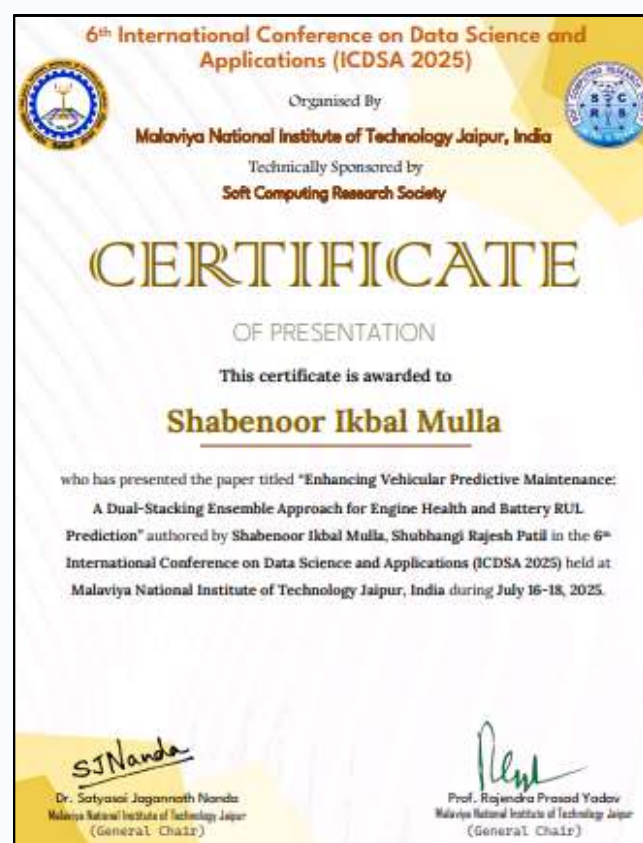 6th International Conference on Data Science and
Applications (ICDSA 2025)
Organised By
Malaviya National Institute of Technology Jaipur, India
Technically Sponsored by
Soft Computing Research Society
CERTIFICATE
OF PRESENTATION
This certificate is awarded to
Shabenoor Ikbal Mulla
who has presented the paper titled "Enhancing Vehicular Predictive Maintenance:
A Dual-Stacking Ensemble Approach for Engine Health and Battery RUL
Prediction" authored by Shabenoor Ikbal Mulla, Shubhangi Rajesh Patil in the 6th
International Conference on Data Science and Applications (ICDSA 2025) held at
Malaviya National Institute of Technology Jaipur, India during July 16-18, 2025.
SJNanda
Dr. Satyasai Jagannath Nanda
Malaviya National Institute of Technology Jaipur
(General Chair)
Prof. Rajendra Prasad Yadav
Malaviya National Institute of Technology Jaipur
(General Chair)